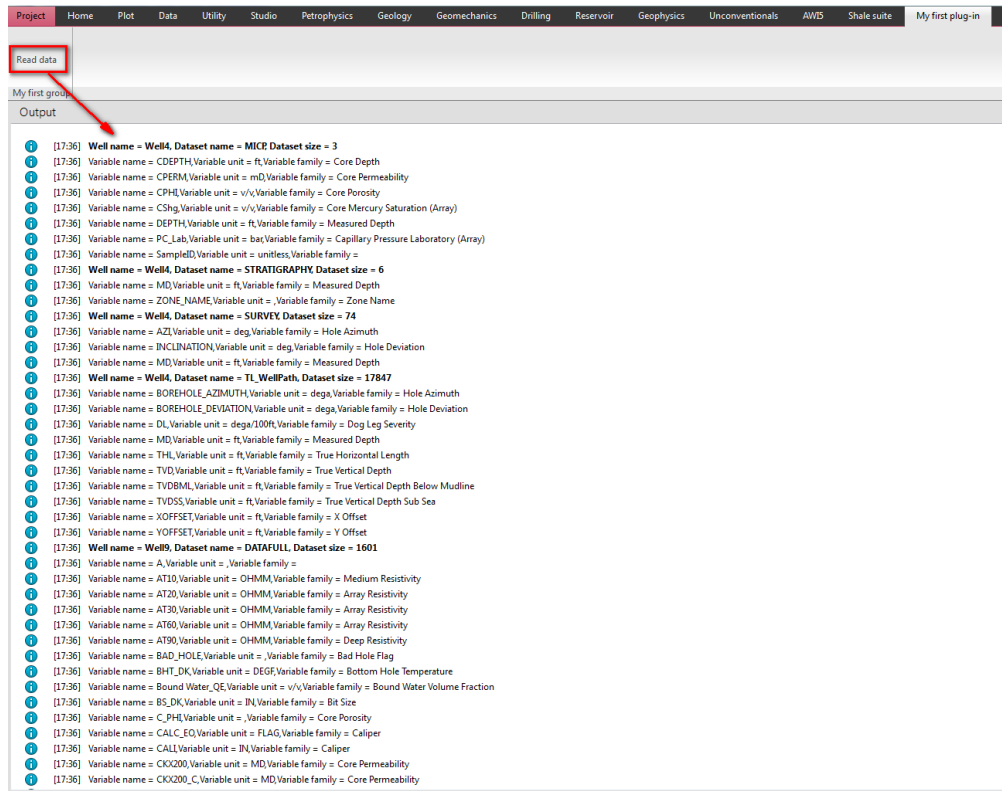 Project Home Plot Data Utility Studio Petrophysics Geology Geomechanics Drilling Reservoir Geophysics Unconventionals AWI5 Shale suite My first plug-in
Read data
My first group
Output
[17:36] Well name = Well4, Dataset name = MICP, Dataset size = 3
[17:36] Variable name = CDEPTH,Variable unit = ft,Variable family = Core Depth
[17:36] Variable name = CPERM,Variable unit = mD,Variable family = Core Permeability
[17:36] Variable name = CPHI,Variable unit = v/v,Variable family = Core Porosity
[17:36] Variable name = CShg,Variable unit = v/v,Variable family = Core Mercury Saturation (Array)
[17:36] Variable name = DEPTH,Variable unit = ft,Variable family = Measured Depth
[17:36] Variable name = PC_Lab,Variable unit = bar,Variable family = Capillary Pressure Laboratory (Array)
[17:36] Variable name = SampleID,Variable unit = unitless,Variable family =
[17:36] Well name = Well4, Dataset name = STRATIGRAPHY, Dataset size = 6
[17:36] Variable name = MD,Variable unit = ft,Variable family = Measured Depth
[17:36] Variable name = ZONE_NAME,Variable unit = ,Variable family = Zone Name
[17:36] Well name = Well4, Dataset name = SURVEY, Dataset size = 74
[17:36] Variable name = AZI,Variable unit = deg,Variable family = Hole Azimuth
[17:36] Variable name = INCLINATION,Variable unit = deg,Variable family = Hole Deviation
[17:36] Variable name = MD,Variable unit = ft,Variable family = Measured Depth
[17:36] Well name = Well4, Dataset name = TL_WellPath, Dataset size = 17847
[17:36] Variable name = BOREHOLE_AZIMUTH,Variable unit = dega,Variable family = Hole Azimuth
[17:36] Variable name = BOREHOLE_DEVIATION,Variable unit = dega,Variable family = Hole Deviation
[17:36] Variable name = DL,Variable unit = dega/100ft,Variable family = Dog Leg Severity
[17:36] Variable name = MD,Variable unit = ft,Variable family = Measured Depth
[17:36] Variable name = THL,Variable unit = ft,Variable family = True Horizontal Length
[17:36] Variable name = TVD,Variable unit = ft,Variable family = True Vertical Depth
[17:36] Variable name = TVDBML,Variable unit = ft,Variable family = True Vertical Depth Below Mudline
[17:36] Variable name = TVDSS,Variable unit = ft,Variable family = True Vertical Depth Sub Sea
[17:36] Variable name = XOFFSET,Variable unit = ft,Variable family = X Offset
[17:36] Variable name = YOFFSET,Variable unit = ft,Variable family = Y Offset
[17:36] Well name = Well9, Dataset name = DATAFULL, Dataset size = 1601
[17:36] Variable name = A,Variable unit = ,Variable family =
[17:36] Variable name = AT10,Variable unit = OHMM,Variable family = Medium Resistivity
[17:36] Variable name = AT20,Variable unit = OHMM,Variable family = Array Resistivity
[17:36] Variable name = AT30,Variable unit = OHMM,Variable family = Array Resistivity
[17:36] Variable name = AT60,Variable unit = OHMM,Variable family = Array Resistivity
[17:36] Variable name = AT90,Variable unit = OHMM,Variable family = Deep Resistivity
[17:36] Variable name = BAD_HOLE,Variable unit = ,Variable family = Bad Hole Flag
[17:36] Variable name = BHT_DK,Variable unit = DEGF,Variable family = Bottom Hole Temperature
[17:36] Variable name = Bound Water_QE,Variable unit = v/v,Variable family = Bound Water Volume Fraction
[17:36] Variable name = BS_DK,Variable unit = IN,Variable family = Bit Size
[17:36] Variable name = C_PHI,Variable unit = ,Variable family = Core Porosity
[17:36] Variable name = CALC_EO,Variable unit = FLAG,Variable family = Caliper
[17:36] Variable name = CALI,Variable unit = IN,Variable family = Caliper
[17:36] Variable name = CKX200,Variable unit = MD,Variable family = Core Permeability
[17:36] Variable name = CKX200_C,Variable unit = MD,Variable family = Core Permeability